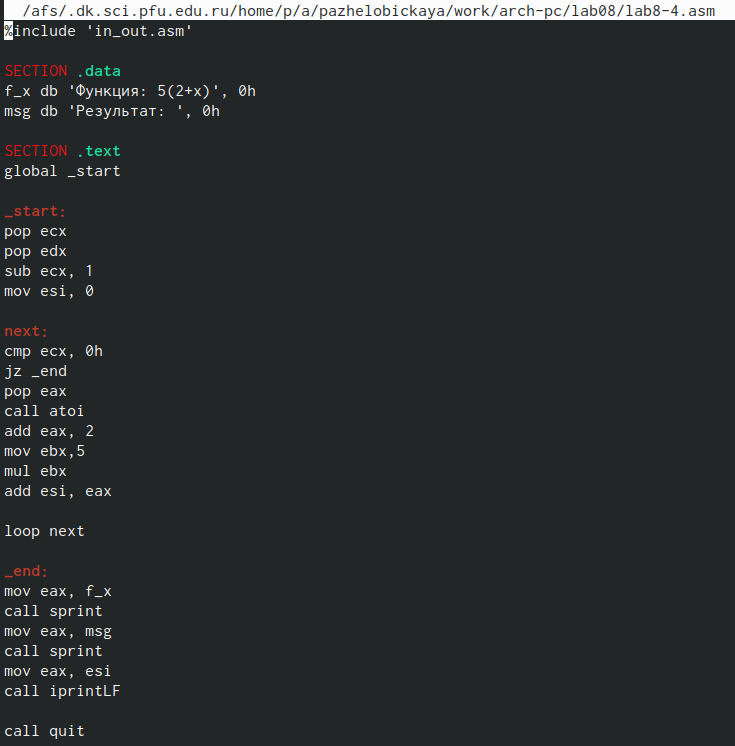 /afs/.dk.sci.pfu.edu.ru/home/p/a/pazhelobickaya/work/arch-pc/lab08/lab8-4.asm
%include 'in_out.asm'
SECTION .data
f_x db 'Функция: 5(2+x)', 0h
msg db 'Результат: ', 0h
SECTION .text
global _start
_start:
pop ecx
pop edx
sub ecx, 1
mov esi, 0
next:
cmp ecx, 0h
jz _end
pop eax
call atoi
add eax, 2
mov ebx,5
mul ebx
add esi, eax
loop next
_end:
mov eax, f_x
call sprint
mov eax, msg
call sprint
mov eax, esi
call iprintLF
call quit